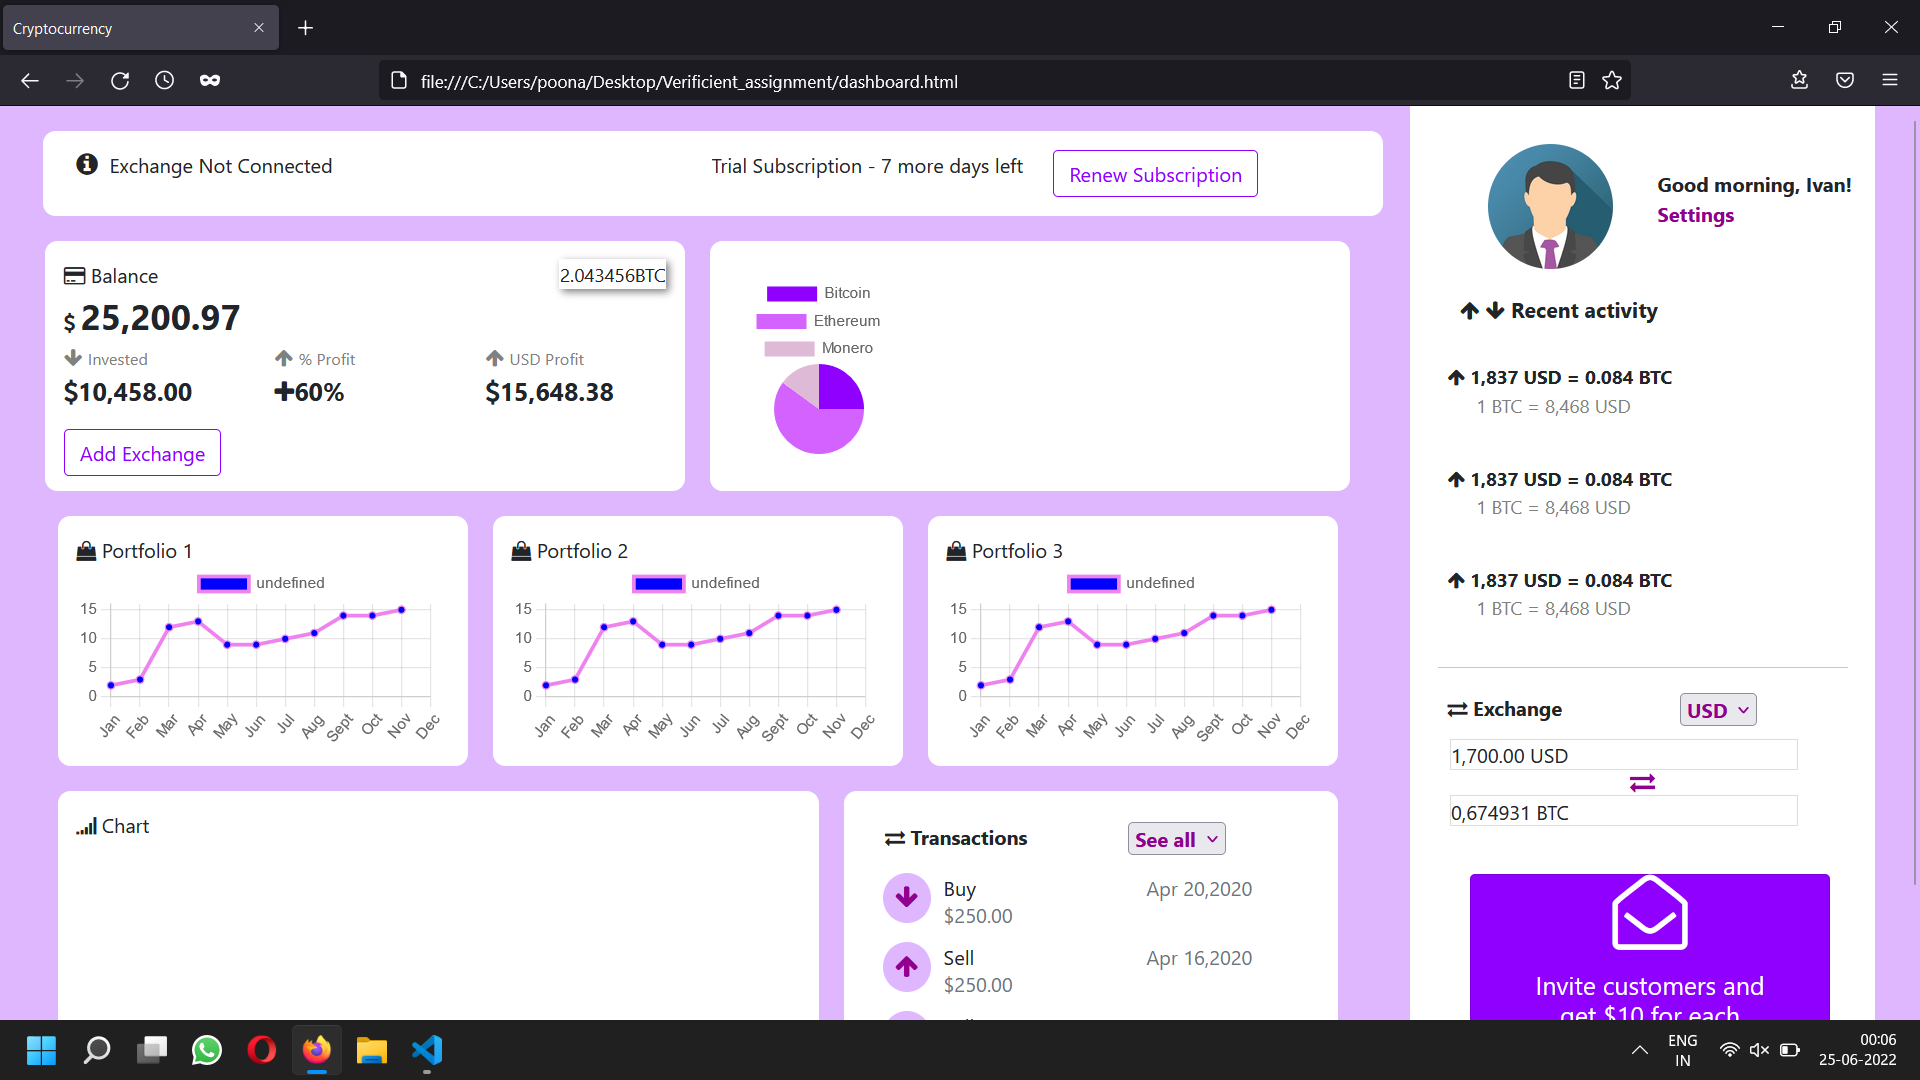 Cryptocurrency
file:///C:/Users/poona/Desktop/Verificient_assignment/dashboard.html
Exchange Not Connected
Trial Subscription - 7 more days left
Renew Subscription
Good morning, Ivan!
Settings
Balance
2.043456BTC
$ 25,200.97
Invested
% Profit
USD Profit
$10,458.00
+60%
$15,648.38
Add Exchange
Bitcoin
Ethereum
Monero
Recent activity
1,837 USD = 0.084 BTC
1 BTC = 8,468 USD
1,837 USD = 0.084 BTC
1 BTC = 8,468 USD
1,837 USD = 0.084 BTC
1 BTC = 8,468 USD
Portfolio 1
undefined
15
10
5
0
Jan Feb Mar Apr May Jun Jul Aug Sept Oct Nov Dec
Portfolio 2
undefined
15
10
5
0
Jan Feb Mar Apr May Jun Jul Aug Sept Oct Nov Dec
Portfolio 3
undefined
15
10
5
0
Jan Feb Mar Apr May Jun Jul Aug Sept Oct Nov Dec
Exchange
USD
1,700.00 USD
0,674931 BTC
Chart
Transactions
See all
Buy
Apr 20,2020
$250.00
Sell
Apr 16,2020
$250.00
Invite customers and
get $10 for each
ENG
IN
00:06
25-06-2022